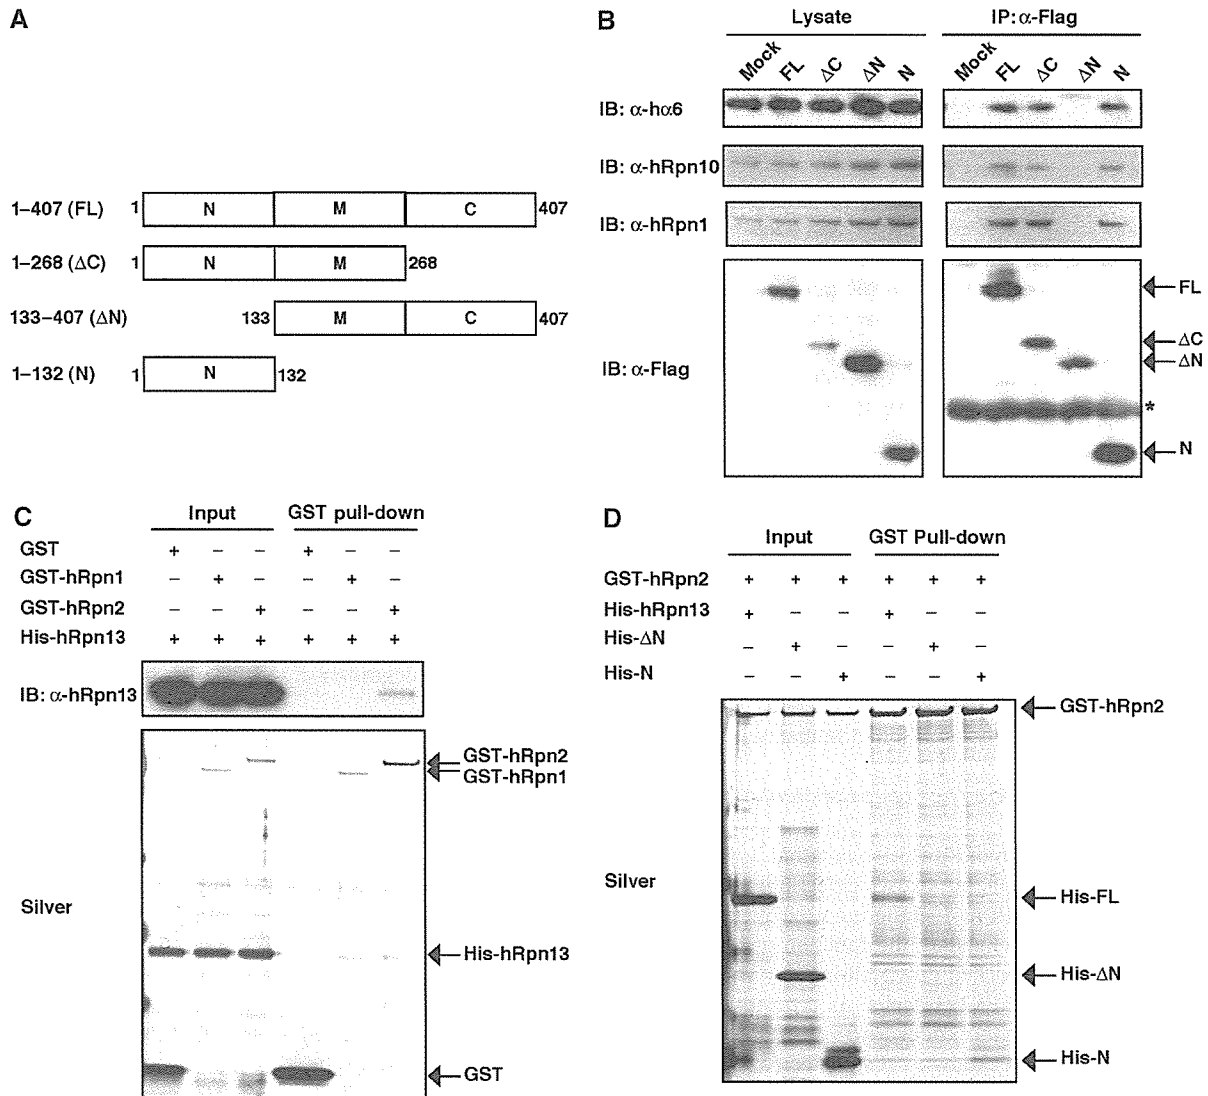 A
1–407 (FL) 1 N M C 407
1–268 (ΔC) 1 N M 268
133–407 (ΔN) 133 M C 407
1–132 (N) 1 N 132
B
Lysate IP: α-Flag
Mock FL ΔC ΔN N Mock FL ΔC ΔN N
IB: α-hα6
IB: α-hRpn10
IB: α-hRpn1
IB: α-Flag
FL
ΔC
ΔN
*
N
C
Input GST pull-down
GST + – – + – –
GST-hRpn1 – + – – + –
GST-hRpn2 – – + – – +
His-hRpn13 + + + + + +
IB: α-hRpn13
Silver
GST-hRpn2
GST-hRpn1
His-hRpn13
GST
D
Input GST Pull-down
GST-hRpn2 + + + + + +
His-hRpn13 + – – + – –
His-ΔN – + – – + –
His-N – – + – – +
Silver
GST-hRpn2
His-FL
His-ΔN
His-N